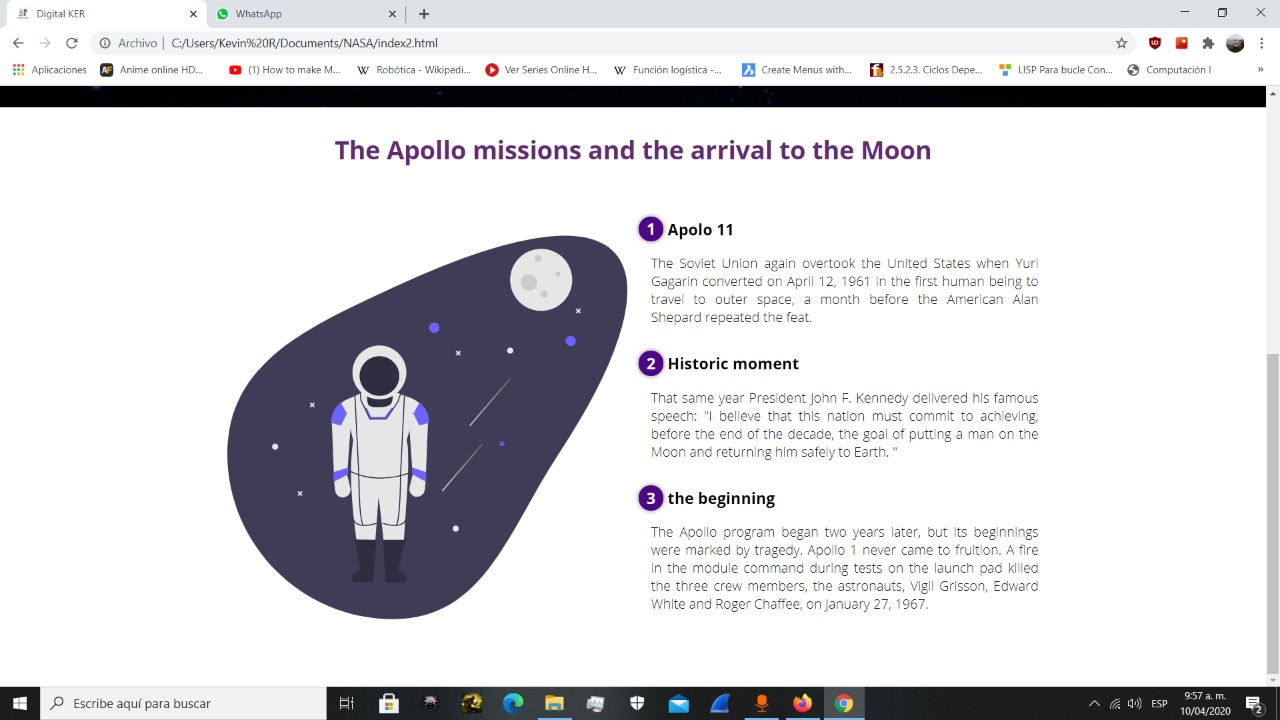 Digital KER
WhatsApp
Archivo | C:/Users/Kevin%20R/Documents/NASA/index2.html
Aplicaciones
Anime online HD...
(1) How to make M...
Robótica - Wikipedi...
Ver Series Online H...
Función logística -...
Create Menus with...
2.5.2.3. Ciclos Depe...
LISP Para bucle Con...
Computación I
»
The Apollo missions and the arrival to the Moon
1 Apolo 11
The Soviet Union again overtook the United States when Yuri
Gagarin converted on April 12, 1961 in the first human being to
travel to outer space, a month before the American Alan
Shepard repeated the feat.
2 Historic moment
That same year President John F. Kennedy delivered his famous
speech: "I believe that this nation must commit to achieving,
before the end of the decade, the goal of putting a man on the
Moon and returning him safely to Earth. "
3 the beginning
The Apollo program began two years later, but its beginnings
were marked by tragedy. Apollo 1 never came to fruition. A fire
in the module command during tests on the launch pad killed
the three crew members, the astronauts, Vigil Grisson, Edward
White and Roger Chaffee, on January 27, 1967.
Escribe aquí para buscar
ESP
9:57 a. m.
10/04/2020
2